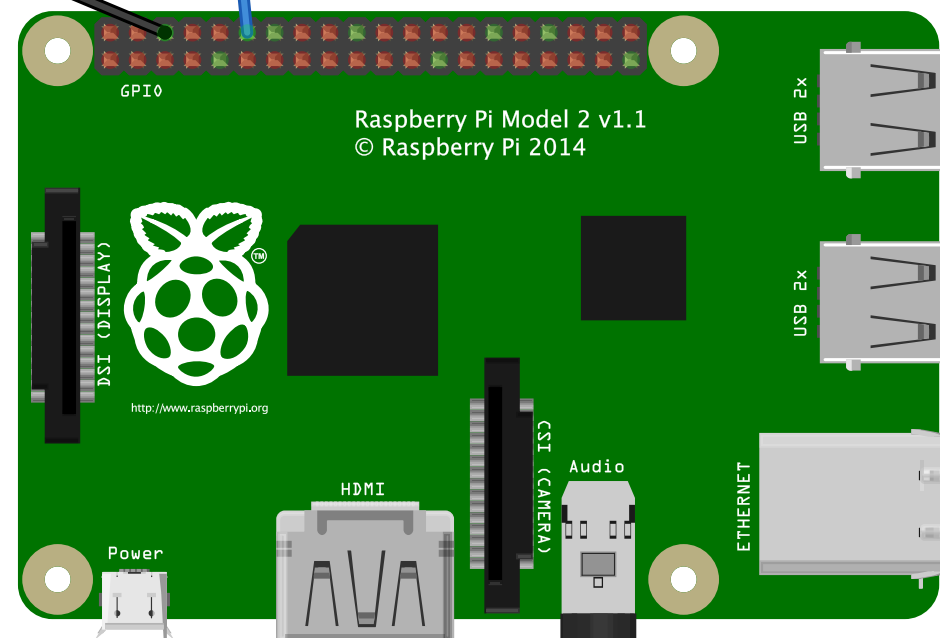 GPIO
Raspberry Pi Model 2 v1.1
© Raspberry Pi 2014
USB 2x
DSI (DISPLAY)
TM
USB 2x
http://www.raspberrypi.org
CSI (CAMERA)
Audio
ETHERNET
HDMI
Power